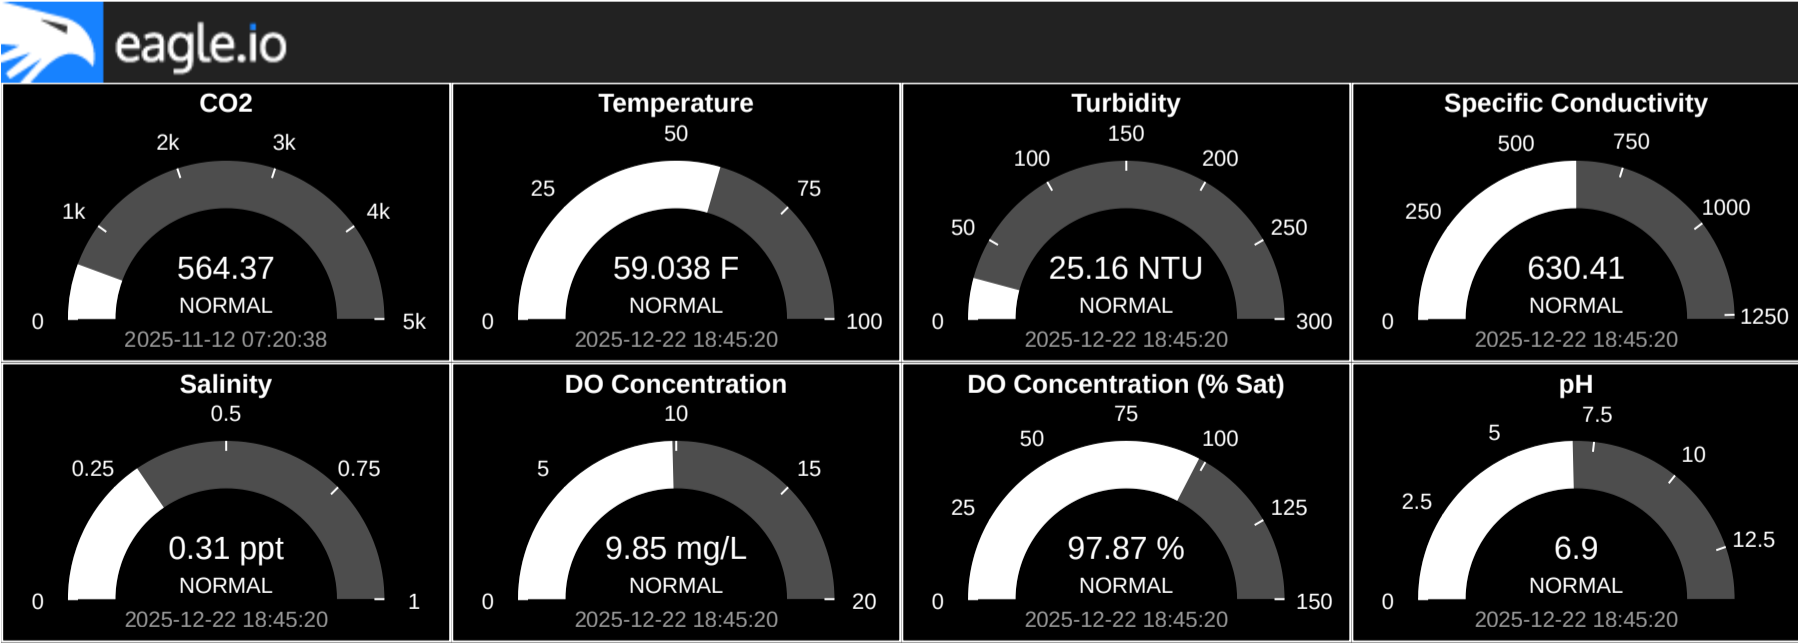 eagle.io
CO2
2k 3k
1k 4k
564.37
NORMAL
0 5k
2025-11-12 07:20:38
Temperature
50
25 75
59.038 F
NORMAL
0 100
2025-12-22 18:45:20
Turbidity
150
100 200
50 250
25.16 NTU
NORMAL
0 300
2025-12-22 18:45:20
Specific Conductivity
500 750
250 1000
630.41
NORMAL
0 1250
2025-12-22 18:45:20
Salinity
0.5
0.25 0.75
0.31 ppt
NORMAL
0 1
2025-12-22 18:45:20
DO Concentration
10
5 15
9.85 mg/L
NORMAL
0 20
2025-12-22 18:45:20
DO Concentration (% Sat)
75
50 100
25 125
97.87 %
NORMAL
0 150
2025-12-22 18:45:20
pH
7.5
5 10
2.5 12.5
6.9
NORMAL
0
2025-12-22 18:45:20